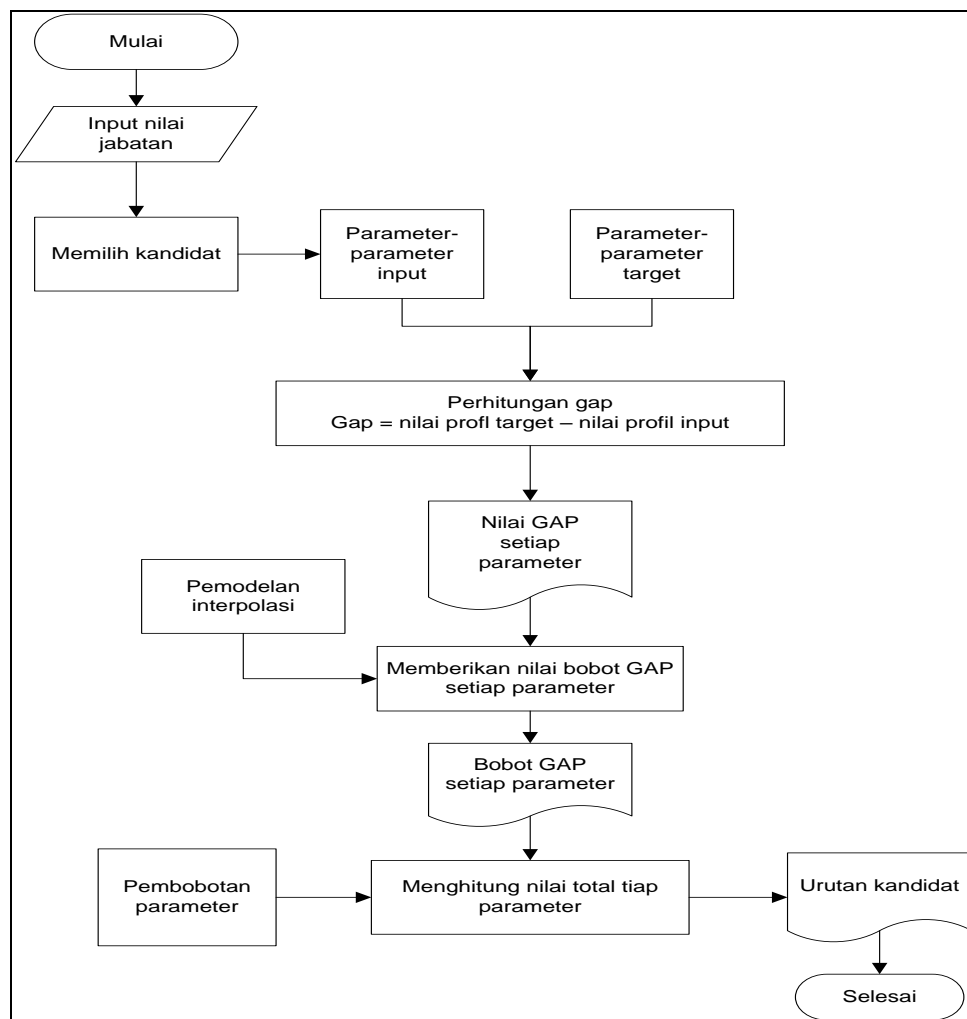 Mulai
Input nilai
jabatan
Memilih kandidat
Parameter-
parameter
input
Parameter-
parameter
target
Perhitungan gap
Gap = nilai profl target – nilai profil input
Nilai GAP
setiap
parameter
Pemodelan
interpolasi
Memberikan nilai bobot GAP
setiap parameter
Bobot GAP
setiap parameter
Pembobotan
parameter
Menghitung nilai total tiap
parameter
Urutan kandidat
Selesai